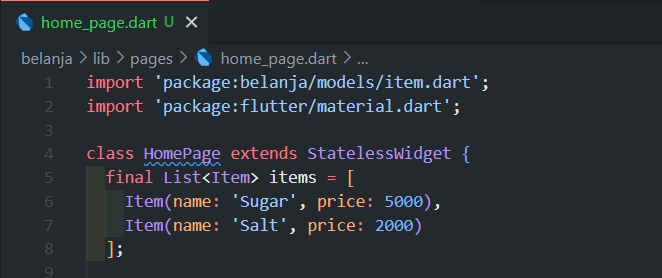 home_page.dart U ×
belanja > lib > pages > home_page.dart > ...
1 import 'package:belanja/models/item.dart';
2 import 'package:flutter/material.dart';
3
4 class HomePage extends StatelessWidget {
5 final List<Item> items = [
6 Item(name: 'Sugar', price: 5000),
7 Item(name: 'Salt', price: 2000)
8 ];
9